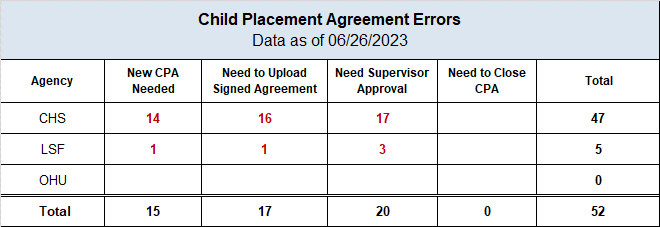 Child Placement Agreement Errors
Data as of 06/26/2023
Agency New CPA Needed Need to Upload Signed Agreement Need Supervisor Approval Need to Close CPA Total
CHS 14 16 17 47
LSF 1 1 3 5
OHU 0
Total 15 17 20 0 52